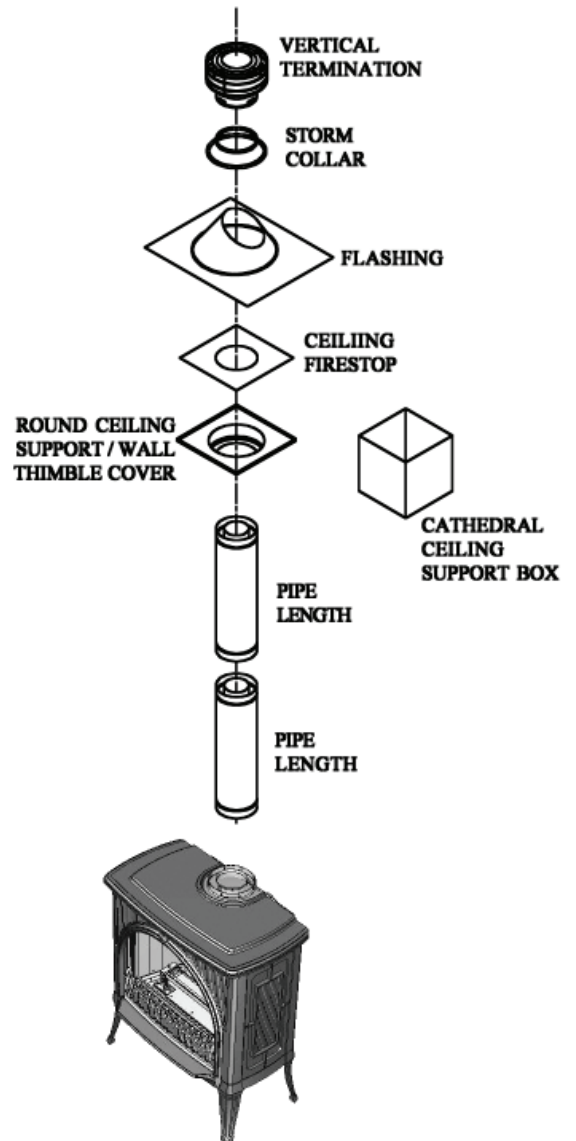 VERTICAL
TERMINATION
STORM
COLLAR
FLASHING
CEILIING
FIRESTOP
ROUND CEILING
SUPPORT / WALL
THIMBLE COVER
CATHEDRAL
CEILING
SUPPORT BOX
PIPE
LENGTH
PIPE
LENGTH